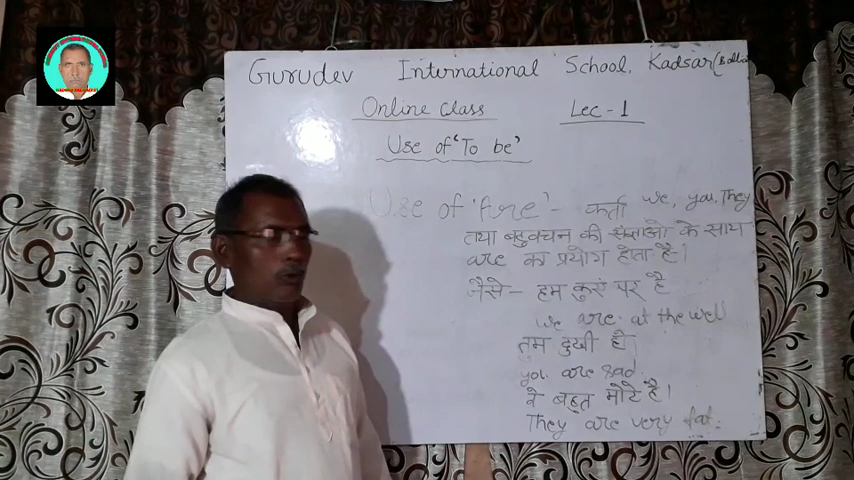 Gurudev International School, Kadsar
Online Class Lec - 1
Use of 'To be'
Use of 'Are' - कर्ता we, you, They
तथा बहुवचन की संज्ञाओ के साथ
are का प्रयोग होता है।
जैसे - हम कुएं पर है
we are at the well
तुम दुखी हो
you are sad.
वे बहुत मोटे है।
They are very fat.